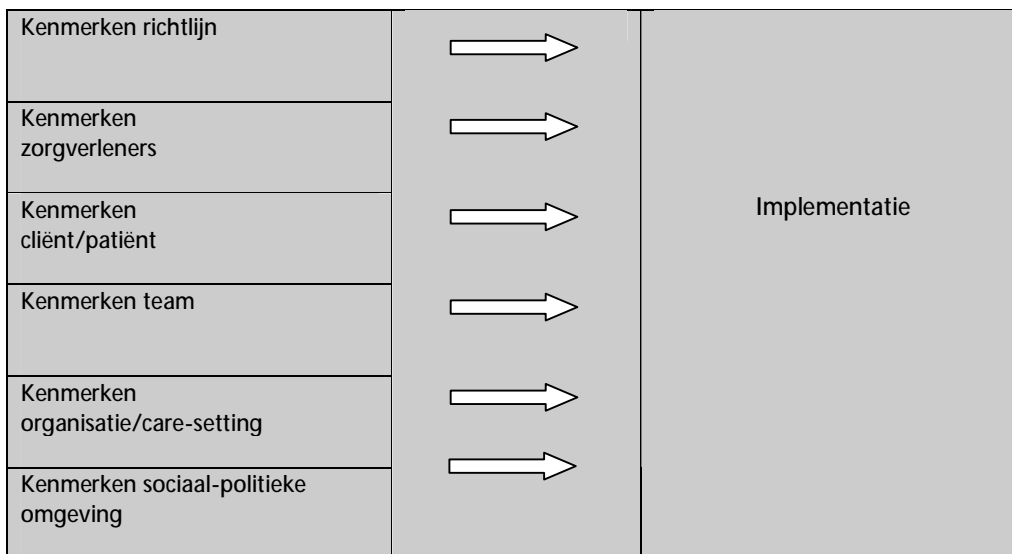 Kenmerken richtlijn
Kenmerken
zorgverleners
Kenmerken
cliënt/patiënt
Kenmerken team
Kenmerken
organisatie/care-setting
Kenmerken sociaal-politieke
omgeving
Implementatie